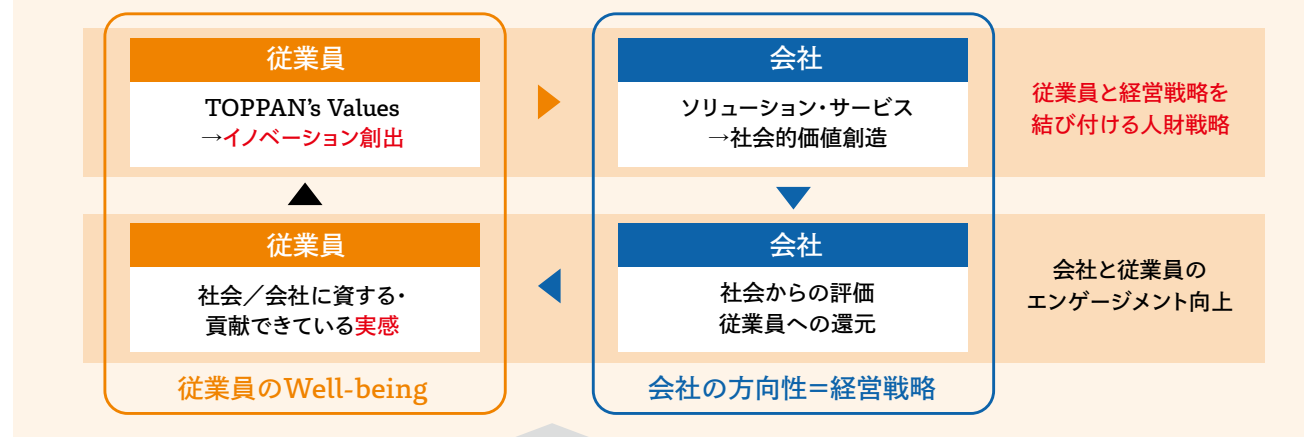 従業員
TOPPAN's Values
→イノベーション創出
会社
ソリューション・サービス
→社会的価値創造
従業員と経営戦略を
結び付ける人財戦略
従業員
社会／会社に資する・
貢献できている実感
会社
社会からの評価
従業員への還元
会社と従業員の
エンゲージメント向上
従業員のWell-being
会社の方向性＝経営戦略